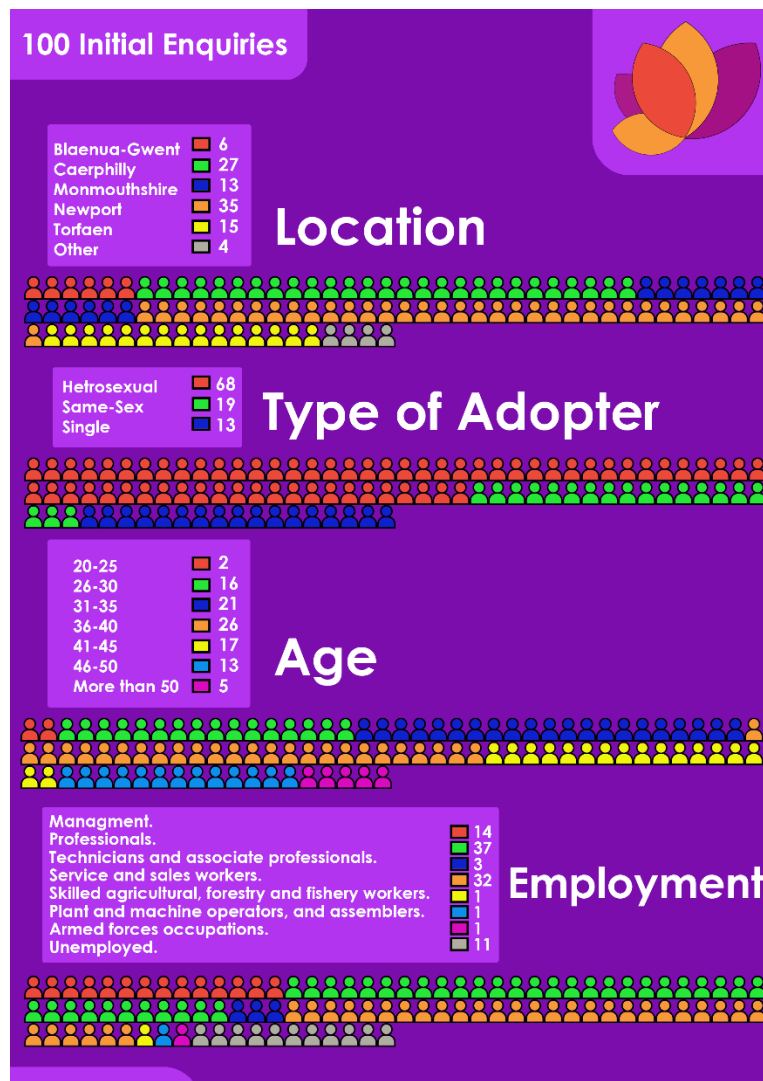 100 Initial Enquiries
Blaenua-Gwent 6
Caerphilly 27
Monmouthshire 13
Newport 35
Torfaen 15
Other 4
Location
Hetrosexual 68
Same-Sex 19
Single 13
Type of Adopter
20-25 2
26-30 16
31-35 21
36-40 26
41-45 17
46-50 13
More than 50 5
Age
Managment. 14
Professionals. 37
Technicians and associate professionals. 3
Service and sales workers. 32
Skilled agricultural, forestry and fishery workers. 1
Plant and machine operators, and assemblers. 1
Armed forces occupations. 1
Unemployed. 11
Employment